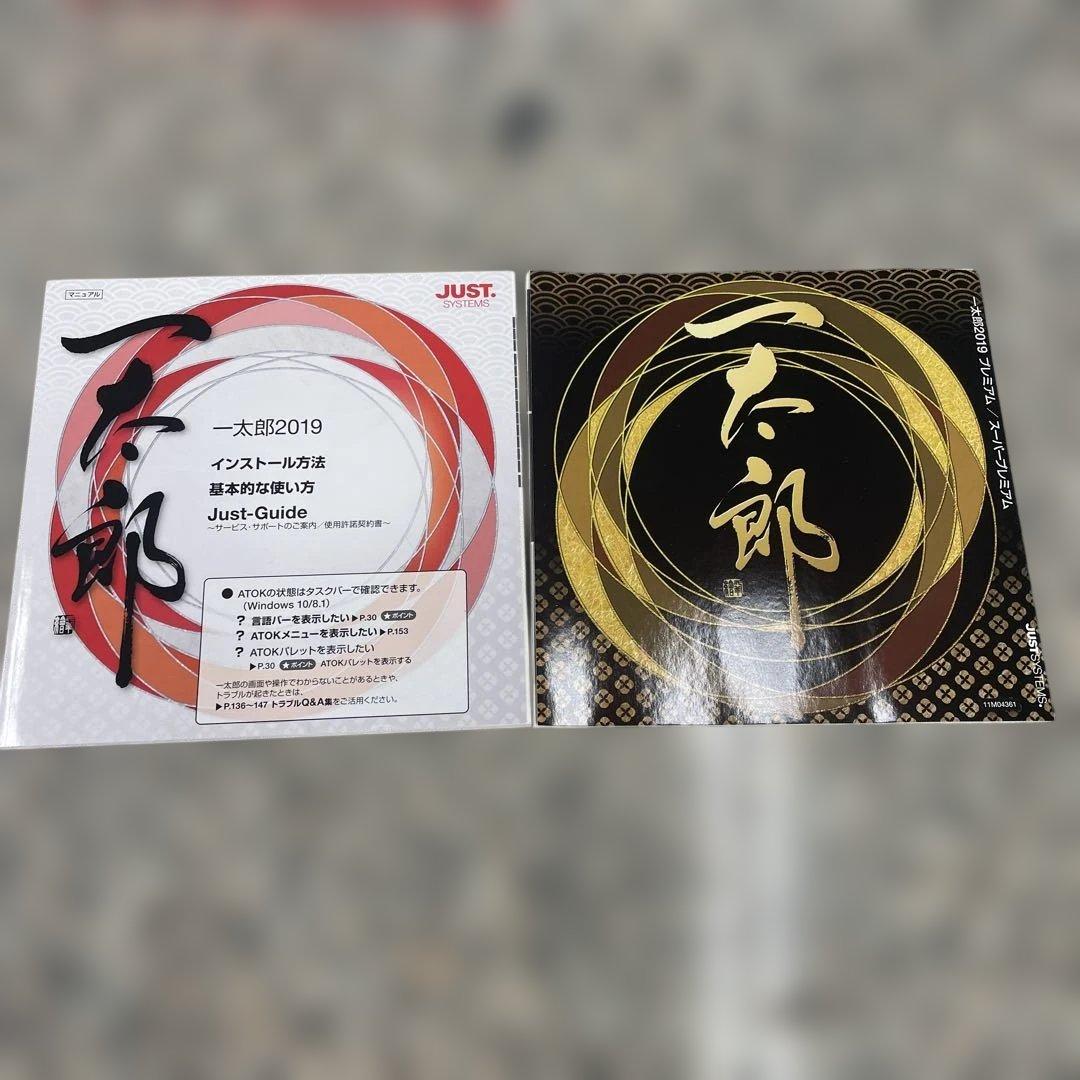 マニュアル
JUST.
SYSTEMS
一太郎
一太郎2019
インストール方法
基本的な使い方
Just-Guide
～サービス・サポートのご案内／使用許諾契約書～
● ATOKの状態はタスクバーで確認できます。
（Windows 10/8.1）
? 言語バーを表示したい ▶P.30 ★ポイント
? ATOKメニューを表示したい ▶P.153
? ATOKパレットを表示したい
▶P.30 ★ポイント ATOKパレットを表示する
一太郎の画面や操作でわからないことがあるときや、
トラブルが起きたときは、
▶P.136～147 トラブルQ&A集をご活用ください。
一太郎
一太郎2019 プレミアム／スーパープレミアム
JUSTSYSTEMS.
11M04361